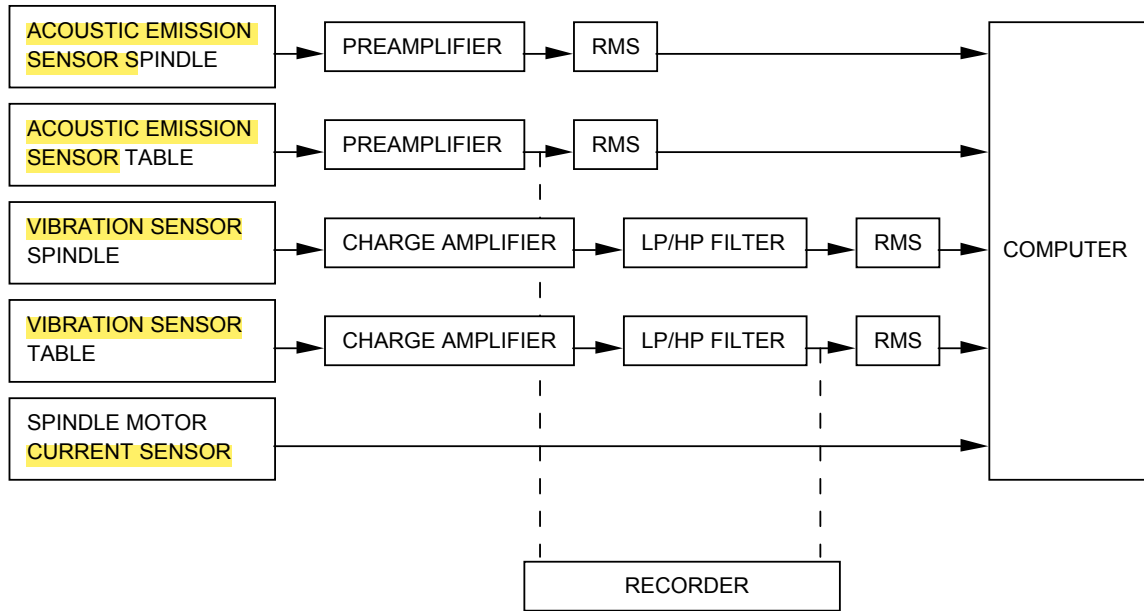 ACOUSTIC EMISSION
SENSOR SPINDLE
PREAMPLIFIER
RMS
ACOUSTIC EMISSION
SENSOR TABLE
PREAMPLIFIER
RMS
VIBRATION SENSOR
SPINDLE
CHARGE AMPLIFIER
LP/HP FILTER
RMS
COMPUTER
VIBRATION SENSOR
TABLE
CHARGE AMPLIFIER
LP/HP FILTER
RMS
SPINDLE MOTOR
CURRENT SENSOR
RECORDER